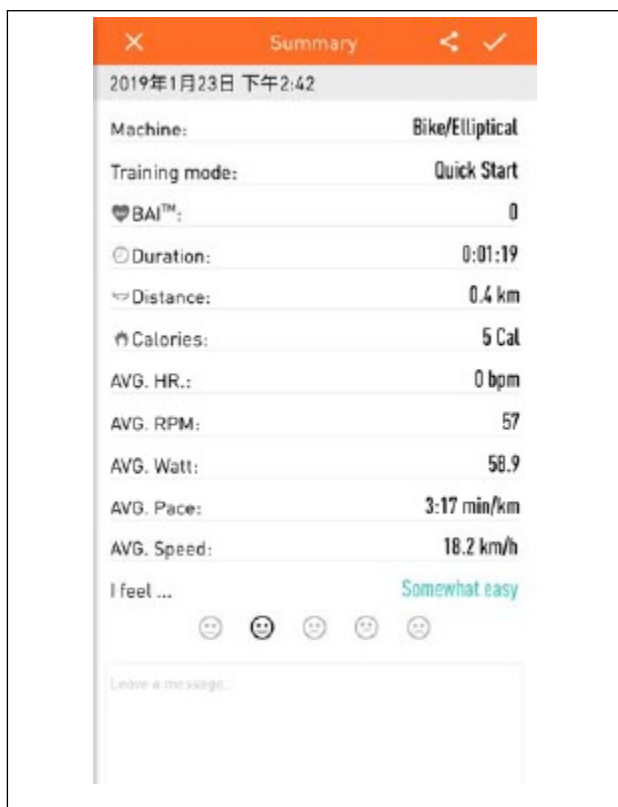 Summary
2019年1月23日 下午2:42
Machine: Bike/Elliptical
Training mode: Quick Start
BAI™: 0
Duration: 0:01:19
Distance: 0.4 km
Calories: 5 Cal
AVG. HR.: 0 bpm
AVG. RPM: 57
AVG. Watt: 58.9
AVG. Pace: 3:17 min/km
AVG. Speed: 18.2 km/h
I feel ... Somewhat easy
Leave a message..